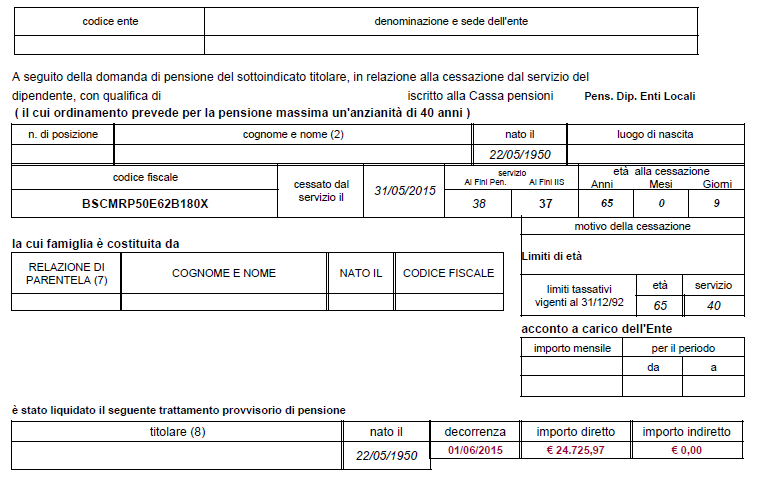 codice ente denominazione e sede dell'ente
A seguito della domanda di pensione del sottoindicato titolare, in relazione alla cessazione dal servizio del
dipendente, con qualifica di iscritto alla Cassa pensioni Pens. Dip. Enti Locali
( il cui ordinamento prevede per la pensione massima un'anzianità di 40 anni )
n. di posizione cognome e nome (2) nato il luogo di nascita
22/05/1950
codice fiscale cessato dal servizio il 31/05/2015 servizio età alla cessazione
Ai Fini Pen. Ai Fini IIS Anni Mesi Giorni
BSCMRP50E62B180X 38 37 65 0 9
motivo della cessazione
la cui famiglia è costituita da
Limiti di età
RELAZIONE DI PARENTELA (7) COGNOME E NOME NATO IL CODICE FISCALE
limiti tassativi vigenti al 31/12/92 età servizio
65 40
acconto a carico dell'Ente
importo mensile per il periodo
da a
è stato liquidato il seguente trattamento provvisorio di pensione
titolare (8) nato il decorrenza importo diretto importo indiretto
22/05/1950 01/06/2015 € 24.725,97 € 0,00